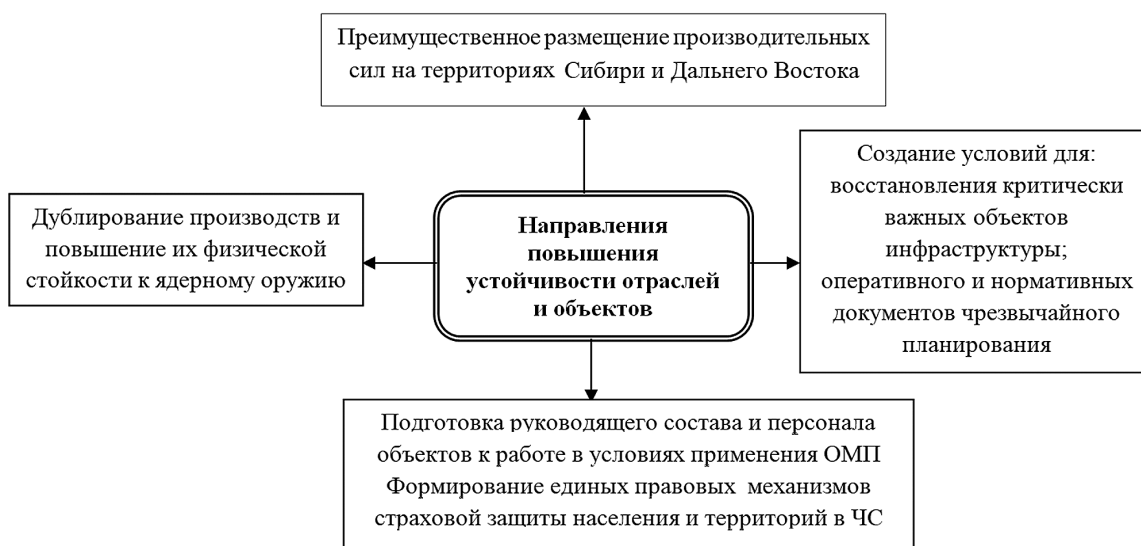 Преимущественное размещение производительных
сил на территориях Сибири и Дальнего Востока
Дублирование производств и
повышение их физической
стойкости к ядерному оружию
Направления
повышения
устойчивости отраслей
и объектов
Создание условий для:
восстановления критически
важных объектов
инфраструктуры;
оперативного и нормативных
документов чрезвычайного
планирования
Подготовка руководящего состава и персонала
объектов к работе в условиях применения ОМП
Формирование единых правовых механизмов
страховой защиты населения и территорий в ЧС